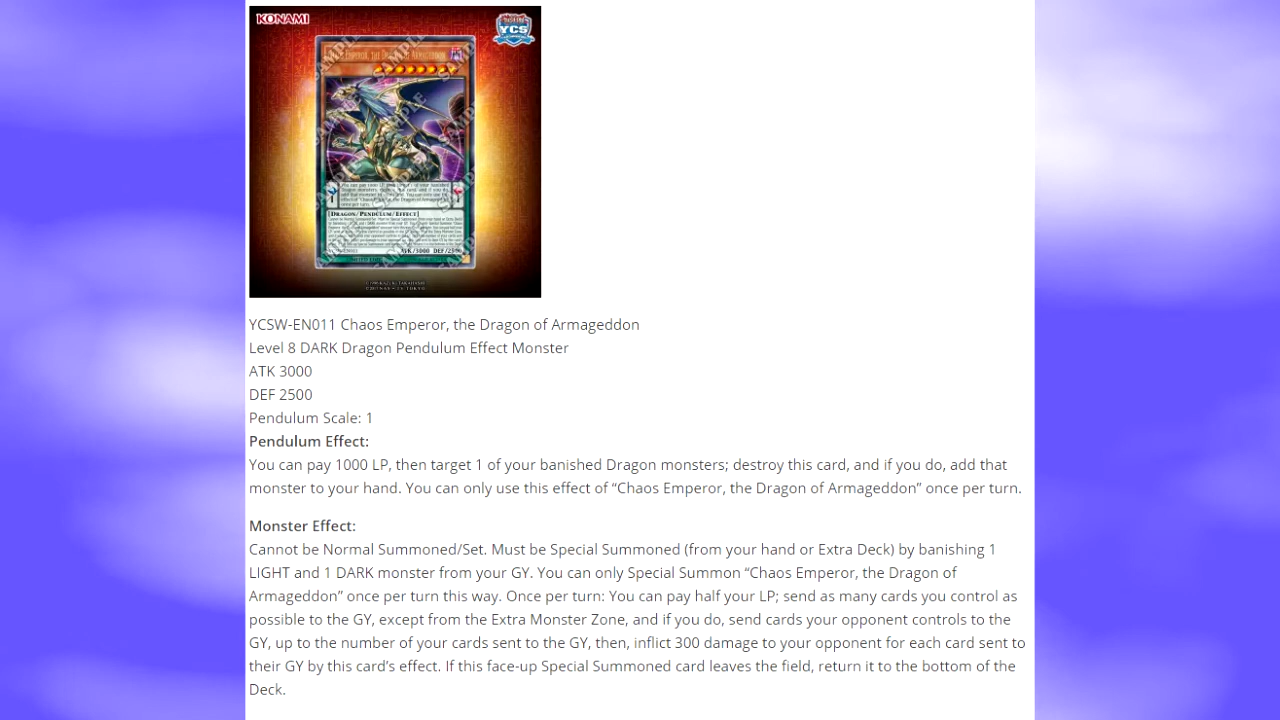 KONAMI
YCS
[DRAGON/PENDULUM/EFFECT]
ATK/3000 DEF/2500
YCSW-EN011 Chaos Emperor, the Dragon of Armageddon
Level 8 DARK Dragon Pendulum Effect Monster
ATK 3000
DEF 2500
Pendulum Scale: 1
Pendulum Effect:
You can pay 1000 LP, then target 1 of your banished Dragon monsters; destroy this card, and if you do, add that
monster to your hand. You can only use this effect of “Chaos Emperor, the Dragon of Armageddon” once per turn.
Monster Effect:
Cannot be Normal Summoned/Set. Must be Special Summoned (from your hand or Extra Deck) by banishing 1
LIGHT and 1 DARK monster from your GY. You can only Special Summon “Chaos Emperor, the Dragon of
Armageddon” once per turn this way. Once per turn: You can pay half your LP; send as many cards you control as
possible to the GY, except from the Extra Monster Zone, and if you do, send cards your opponent controls to the
GY, up to the number of your cards sent to the GY, then, inflict 300 damage to your opponent for each card sent to
their GY by this card’s effect. If this face-up Special Summoned card leaves the field, return it to the bottom of the
Deck.